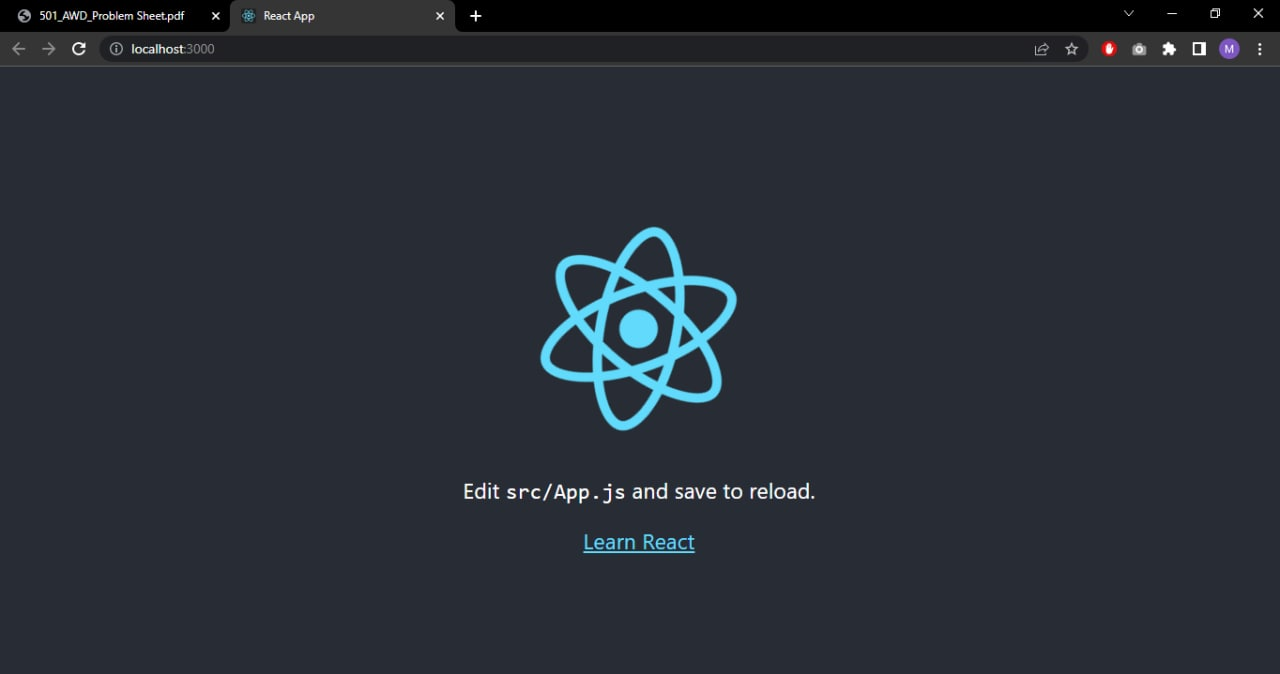 501_AWD_Problem Sheet.pdf
React App
localhost:3000
M
Edit src/App.js and save to reload.
Learn React